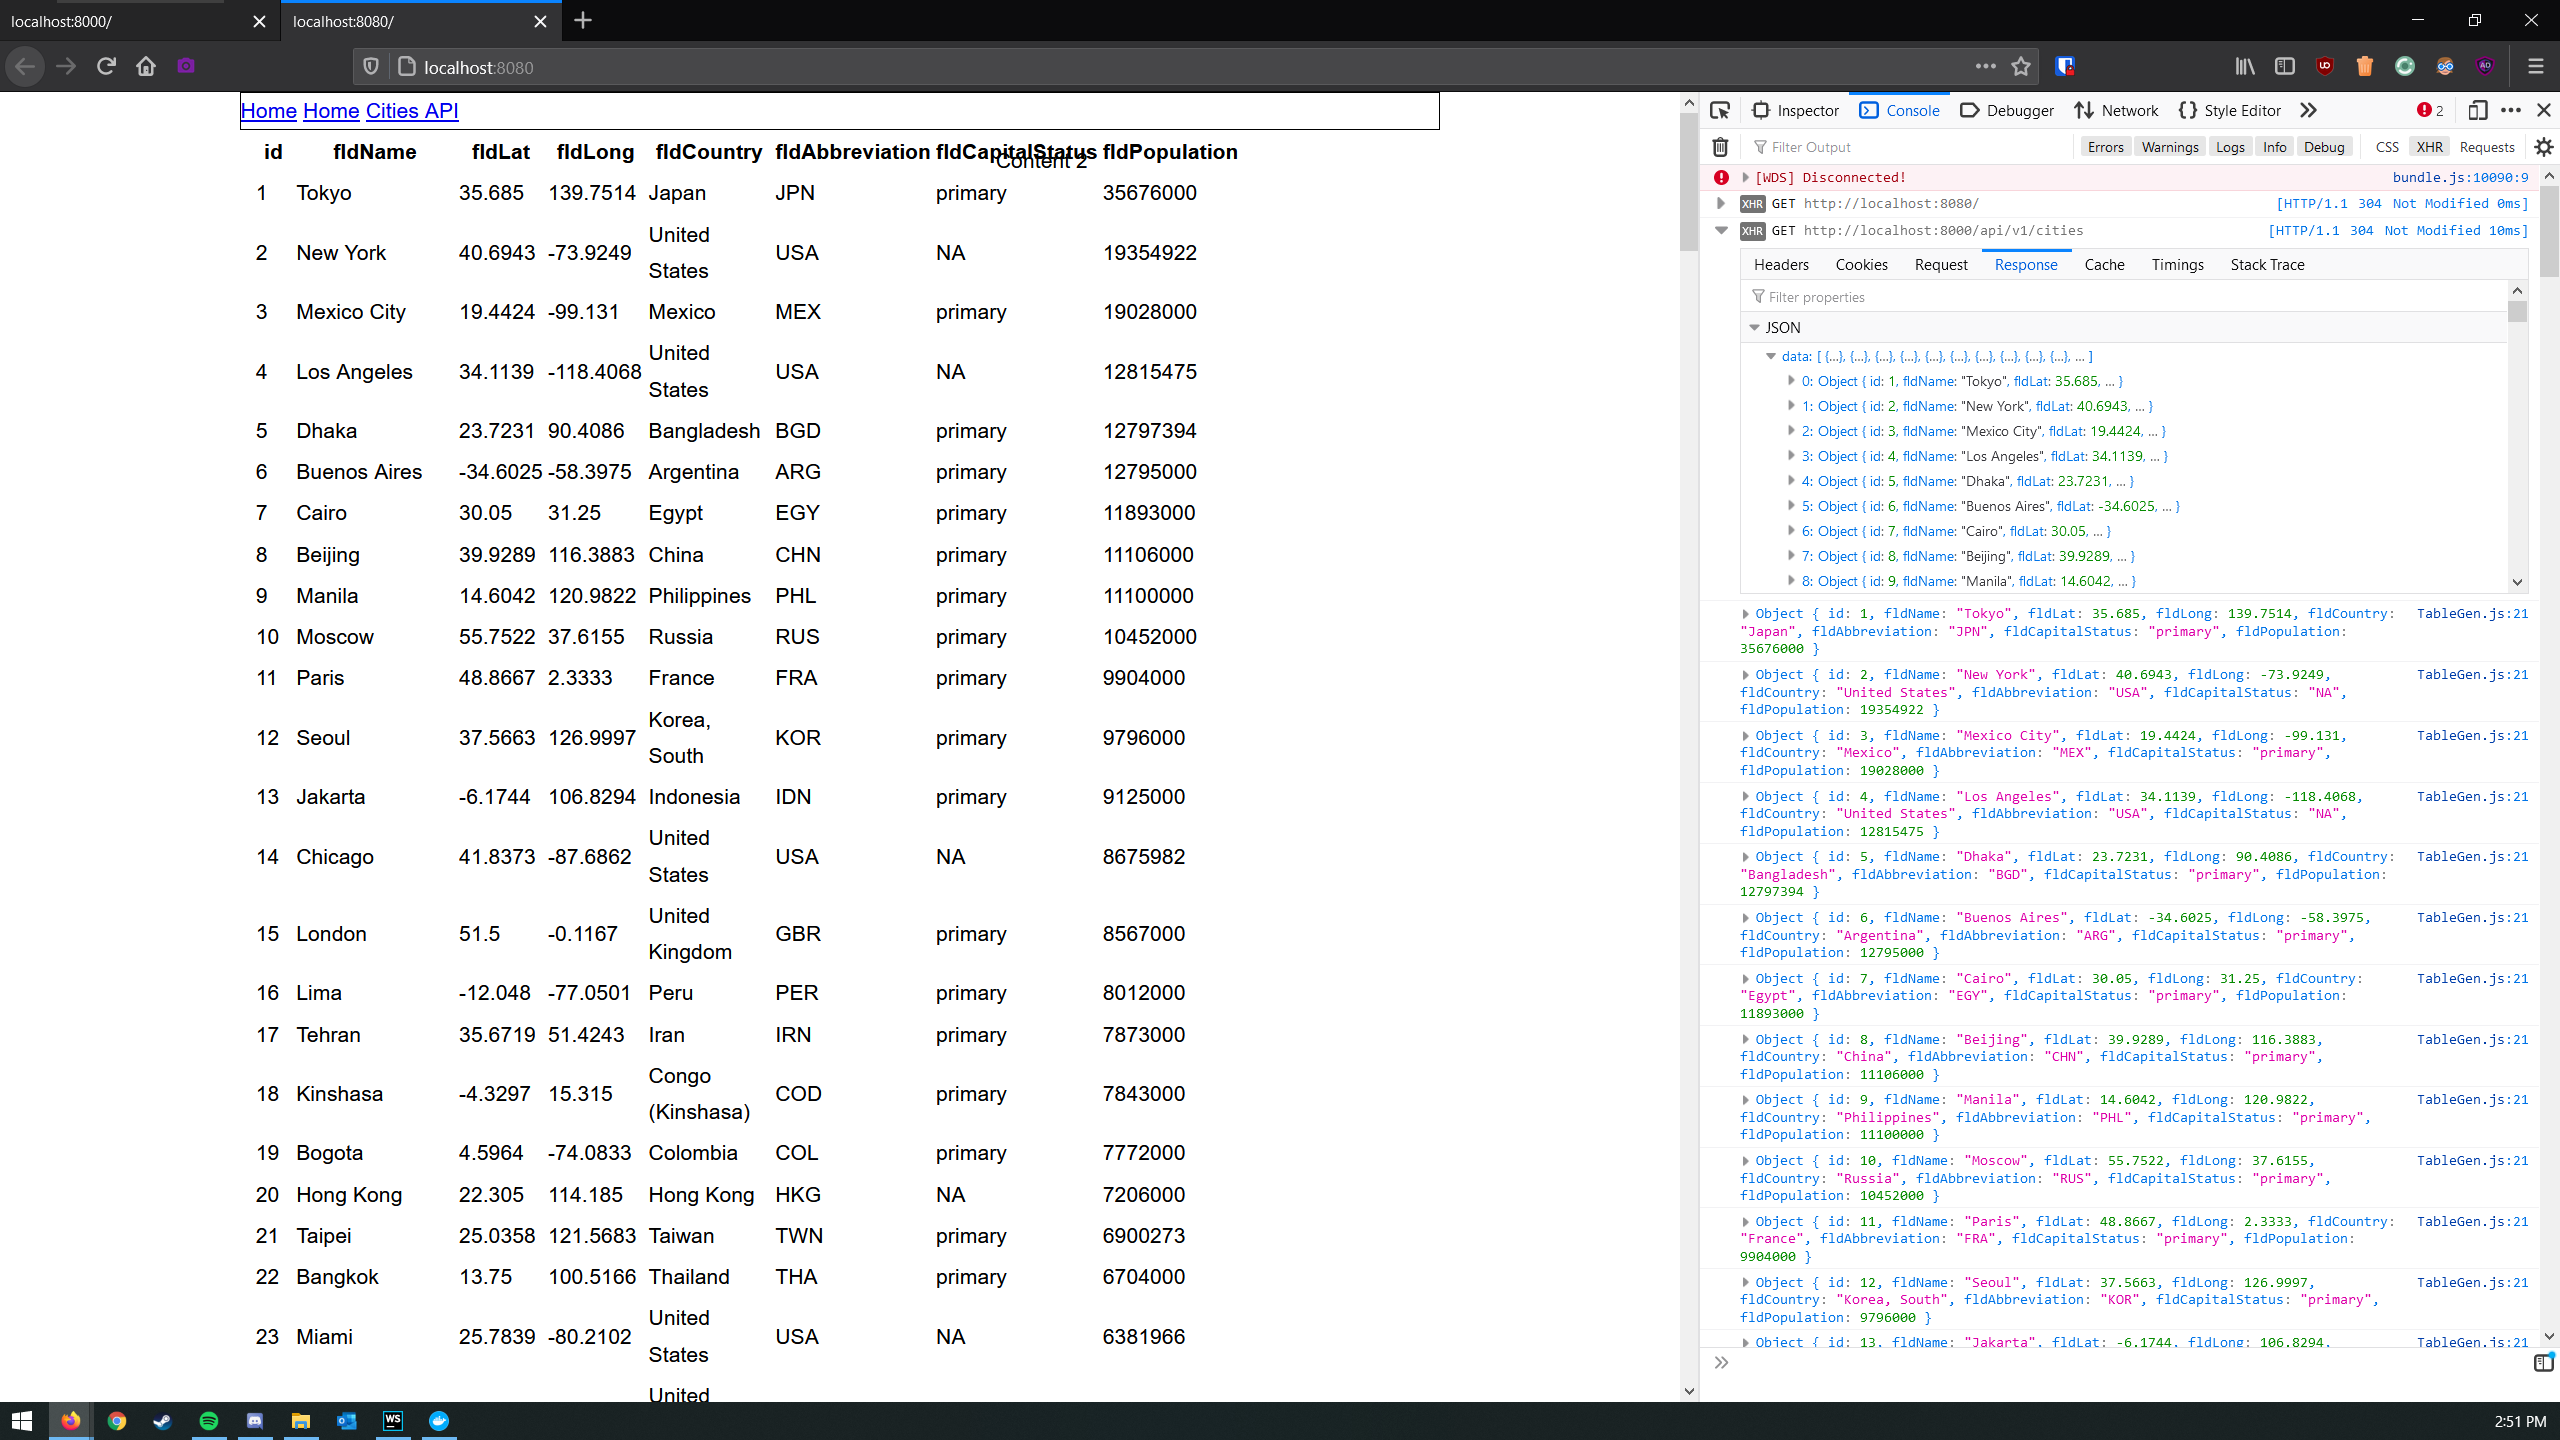 localhost:8000/
localhost:8080/
localhost:8080
Home Home Cities API
id fldName fldLat fldLong fldCountry fldAbbreviation fldCapitalStatus fldPopulation
Content 2
1 Tokyo 35.685 139.7514 Japan JPN primary 35676000
2 New York 40.6943 -73.9249 United States USA NA 19354922
3 Mexico City 19.4424 -99.131 Mexico MEX primary 19028000
4 Los Angeles 34.1139 -118.4068 United States USA NA 12815475
5 Dhaka 23.7231 90.4086 Bangladesh BGD primary 12797394
6 Buenos Aires -34.6025 -58.3975 Argentina ARG primary 12795000
7 Cairo 30.05 31.25 Egypt EGY primary 11893000
8 Beijing 39.9289 116.3883 China CHN primary 11106000
9 Manila 14.6042 120.9822 Philippines PHL primary 11100000
10 Moscow 55.7522 37.6155 Russia RUS primary 10452000
11 Paris 48.8667 2.3333 France FRA primary 9904000
12 Seoul 37.5663 126.9997 Korea, South KOR primary 9796000
13 Jakarta -6.1744 106.8294 Indonesia IDN primary 9125000
14 Chicago 41.8373 -87.6862 United States USA NA 8675982
15 London 51.5 -0.1167 United Kingdom GBR primary 8567000
16 Lima -12.048 -77.0501 Peru PER primary 8012000
17 Tehran 35.6719 51.4243 Iran IRN primary 7873000
18 Kinshasa -4.3297 15.315 Congo (Kinshasa) COD primary 7843000
19 Bogota 4.5964 -74.0833 Colombia COL primary 7772000
20 Hong Kong 22.305 114.185 Hong Kong HKG NA 7206000
21 Taipei 25.0358 121.5683 Taiwan TWN primary 6900273
22 Bangkok 13.75 100.5166 Thailand THA primary 6704000
23 Miami 25.7839 -80.2102 United States USA NA 6381966
United
Inspector Console Debugger Network Style Editor 2
Filter Output Errors Warnings Logs Info Debug CSS XHR Requests
[WDS] Disconnected! bundle.js:10090:9
XHR GET http://localhost:8080/ [HTTP/1.1 304 Not Modified 0ms]
XHR GET http://localhost:8000/api/v1/cities [HTTP/1.1 304 Not Modified 10ms]
Headers Cookies Request Response Cache Timings Stack Trace
Filter properties
JSON
data: [ {…}, {…}, {…}, {…}, {…}, {…}, {…}, {…}, {…}, {…}, … ]
0: Object { id: 1, fldName: "Tokyo", fldLat: 35.685, … }
1: Object { id: 2, fldName: "New York", fldLat: 40.6943, … }
2: Object { id: 3, fldName: "Mexico City", fldLat: 19.4424, … }
3: Object { id: 4, fldName: "Los Angeles", fldLat: 34.1139, … }
4: Object { id: 5, fldName: "Dhaka", fldLat: 23.7231, … }
5: Object { id: 6, fldName: "Buenos Aires", fldLat: -34.6025, … }
6: Object { id: 7, fldName: "Cairo", fldLat: 30.05, … }
7: Object { id: 8, fldName: "Beijing", fldLat: 39.9289, … }
8: Object { id: 9, fldName: "Manila", fldLat: 14.6042, … }
Object { id: 1, fldName: "Tokyo", fldLat: 35.685, fldLong: 139.7514, fldCountry: TableGen.js:21
"Japan", fldAbbreviation: "JPN", fldCapitalStatus: "primary", fldPopulation:
35676000 }
Object { id: 2, fldName: "New York", fldLat: 40.6943, fldLong: -73.9249, TableGen.js:21
fldCountry: "United States", fldAbbreviation: "USA", fldCapitalStatus: "NA",
fldPopulation: 19354922 }
Object { id: 3, fldName: "Mexico City", fldLat: 19.4424, fldLong: -99.131, TableGen.js:21
fldCountry: "Mexico", fldAbbreviation: "MEX", fldCapitalStatus: "primary",
fldPopulation: 19028000 }
Object { id: 4, fldName: "Los Angeles", fldLat: 34.1139, fldLong: -118.4068, TableGen.js:21
fldCountry: "United States", fldAbbreviation: "USA", fldCapitalStatus: "NA",
fldPopulation: 12815475 }
Object { id: 5, fldName: "Dhaka", fldLat: 23.7231, fldLong: 90.4086, fldCountry: TableGen.js:21
"Bangladesh", fldAbbreviation: "BGD", fldCapitalStatus: "primary", fldPopulation:
12797394 }
Object { id: 6, fldName: "Buenos Aires", fldLat: -34.6025, fldLong: -58.3975, TableGen.js:21
fldCountry: "Argentina", fldAbbreviation: "ARG", fldCapitalStatus: "primary",
fldPopulation: 12795000 }
Object { id: 7, fldName: "Cairo", fldLat: 30.05, fldLong: 31.25, fldCountry: TableGen.js:21
"Egypt", fldAbbreviation: "EGY", fldCapitalStatus: "primary", fldPopulation:
11893000 }
Object { id: 8, fldName: "Beijing", fldLat: 39.9289, fldLong: 116.3883, TableGen.js:21
fldCountry: "China", fldAbbreviation: "CHN", fldCapitalStatus: "primary",
fldPopulation: 11106000 }
Object { id: 9, fldName: "Manila", fldLat: 14.6042, fldLong: 120.9822, TableGen.js:21
fldCountry: "Philippines", fldAbbreviation: "PHL", fldCapitalStatus: "primary",
fldPopulation: 11100000 }
Object { id: 10, fldName: "Moscow", fldLat: 55.7522, fldLong: 37.6155, TableGen.js:21
fldCountry: "Russia", fldAbbreviation: "RUS", fldCapitalStatus: "primary",
fldPopulation: 10452000 }
Object { id: 11, fldName: "Paris", fldLat: 48.8667, fldLong: 2.3333, fldCountry: TableGen.js:21
"France", fldAbbreviation: "FRA", fldCapitalStatus: "primary", fldPopulation:
9904000 }
Object { id: 12, fldName: "Seoul", fldLat: 37.5663, fldLong: 126.9997, TableGen.js:21
fldCountry: "Korea, South", fldAbbreviation: "KOR", fldCapitalStatus: "primary",
fldPopulation: 9796000 }
Object { id: 13, fldName: "Jakarta", fldLat: -6.1744, fldLong: 106.8294, TableGen.js:21
WS
2:51 PM